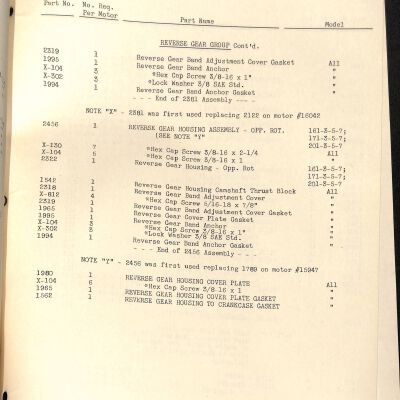 Part No. No. Req. Per Motor Part Name Model
REVERSE GEAR GROUP Cont'd.
2319 1 Reverse Gear Band Adjustment Cover Gasket All
1995 1 Reverse Gear Band Anchor "
X-104 3 *Hex Cap Screw 3/8-16 x 1" "
X-302 3 *Lock Washer 3/8 SAE Std. "
1994 1 Reverse Gear Band Anchor Gasket "
- - - End of 2381 Assembly - - -
NOTE "X" - 2381 was first used replacing 2122 on motor #16042
2456 1 REVERSE GEAR HOUSING ASSEMBLY - OPP. ROT. 161-3-5-7;
(SEE NOTE "Y" 171-3-5-7;
201-3-5-7
X-130 7 *Hex Cap Screw 3/8-16 x 2-1/4 All
X-104 5 *Hex Cap Screw 3/8-16 x 1 "
2322 1 Reverse Gear Housing - Opp. Rot 161-3-5-7;
171-3-5-7;
201-3-5-7
1542 1 Reverse Gear Housing Camshaft Thrust Block All
2318 1 Reverse Gear Band Adjustment Cover "
X-812 4 *Hex Cap Screw 5/16-18 x 7/8" "
2319 1 Reverse Gear Band Adjustment Cover Gasket "
1965 1 Reverse Gear Cover Plate Gasket "
1995 1 Reverse Gear Band Anchor "
X-104 3 *Hex Cap Screw 3/8-16 x 1" "
X-302 3 *Lock Washer 3/8 SAE Std. "
1994 1 Reverse Gear Band Anchor Gasket "
- - - End of 2456 Assembly - - -
NOTE "Y" - 2456 was first used replacing 1789 on motor #15947
1980 1 REVERSE GEAR HOUSING COVER PLATE All
X-104 6 *Hex Cap Screw 3/8-16 x 1 "
1965 1 REVERSE GEAR HOUSING COVER PLATE GASKET "
1562 1 REVERSE GEAR HOUSING TO CRANKCASE GASKET "